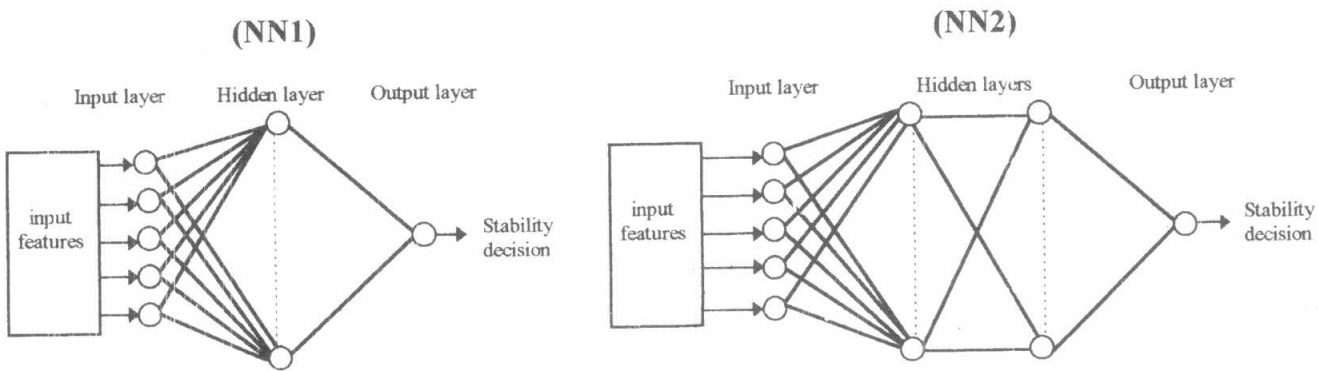 (NN1)
Input layer
Hidden layer
Output layer
input
features
Stability
decision
(NN2)
Input layer
Hidden layers
Output layer
input
features
Stability
decision